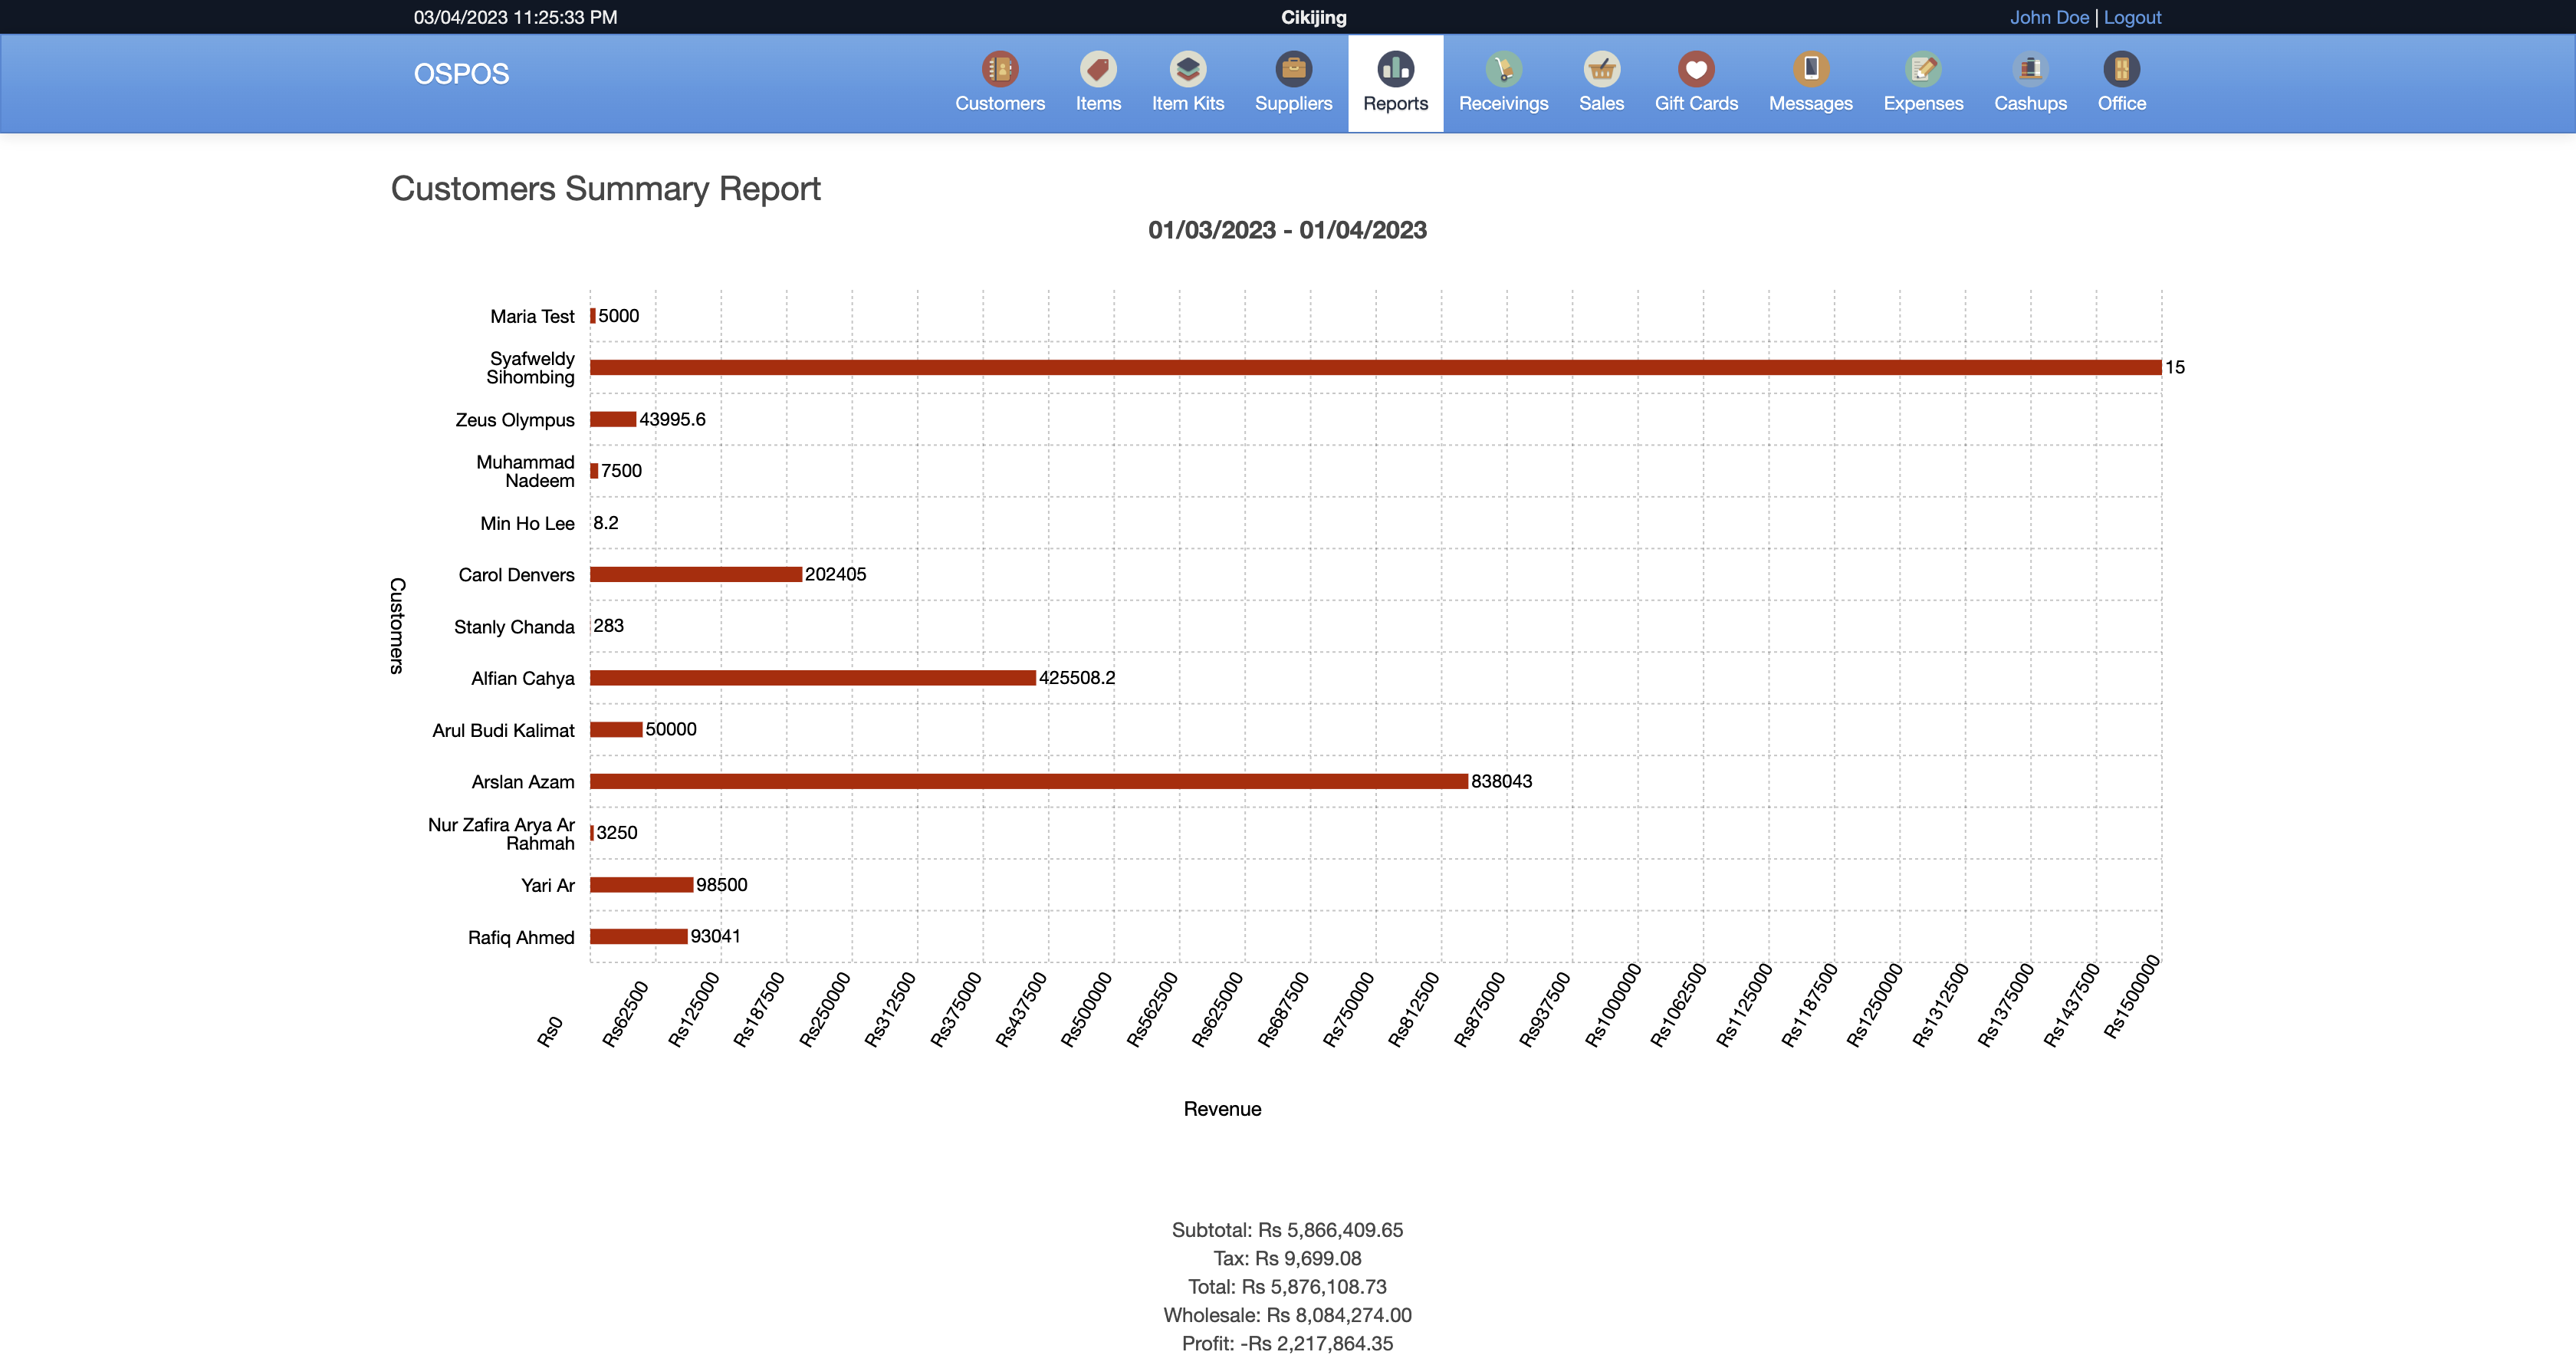 03/04/2023 11:25:33 PM
Cikijing
John Doe | Logout
OSPOS
Customers
Items
Item Kits
Suppliers
Reports
Receivings
Sales
Gift Cards
Messages
Expenses
Cashups
Office
Customers Summary Report
01/03/2023 - 01/04/2023
Customers
Maria Test 5000
Syafweldy
Sihombing 15
Zeus Olympus 43995.6
Muhammad
Nadeem 7500
Min Ho Lee 8.2
Carol Denvers 202405
Stanly Chanda 283
Alfian Cahya 425508.2
Arul Budi Kalimat 50000
Arslan Azam 838043
Nur Zafira Arya Ar
Rahmah 3250
Yari Ar 98500
Rafiq Ahmed 93041
Rs0
Rs62500
Rs125000
Rs187500
Rs250000
Rs312500
Rs375000
Rs437500
Rs500000
Rs562500
Rs625000
Rs687500
Rs750000
Rs812500
Rs875000
Rs937500
Rs1000000
Rs1062500
Rs1125000
Rs1187500
Rs1250000
Rs1312500
Rs1375000
Rs1437500
Rs1500000
Revenue
Subtotal: Rs 5,866,409.65
Tax: Rs 9,699.08
Total: Rs 5,876,108.73
Wholesale: Rs 8,084,274.00
Profit: -Rs 2,217,864.35